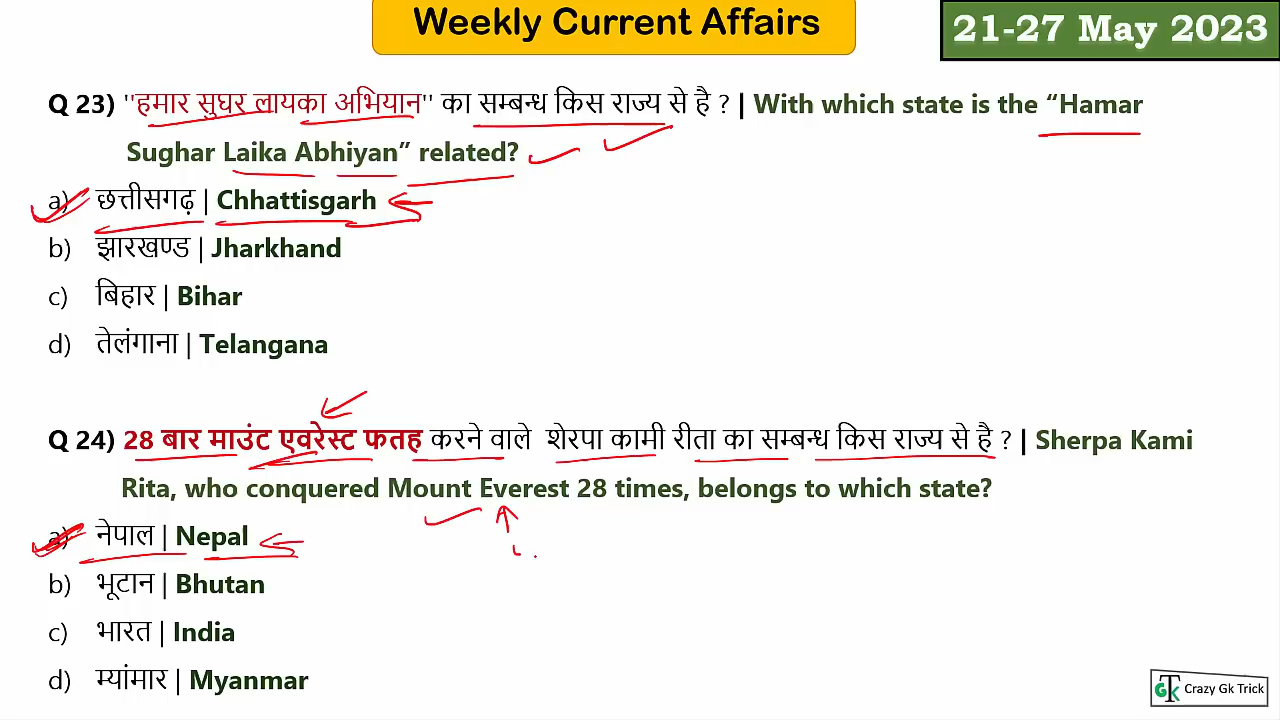 Weekly Current Affairs
21-27 May 2023
Q 23) ''हमार सुघर लायका अभियान'' का सम्बन्ध किस राज्य से है ? | With which state is the “Hamar
Sughar Laika Abhiyan” related?
a) छत्तीसगढ़ | Chhattisgarh
b) झारखण्ड | Jharkhand
c) बिहार | Bihar
d) तेलंगाना | Telangana
Q 24) 28 बार माउंट एवरेस्ट फतह करने वाले शेरपा कामी रीता का सम्बन्ध किस राज्य से है ? | Sherpa Kami
Rita, who conquered Mount Everest 28 times, belongs to which state?
a) नेपाल | Nepal
b) भूटान | Bhutan
c) भारत | India
d) म्यांमार | Myanmar
GTK Crazy Gk Trick